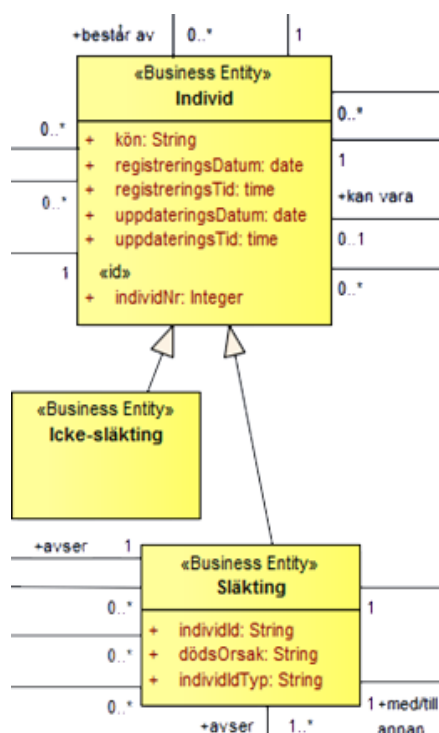 +består av 0..* 1
«Business Entity»
Individ
0..*
0..*
+ kön: String
+ registreringsDatum: date
1
+ registreringsTid: time
0..*
+kan vara
+ uppdateringsDatum: date
+ uppdateringsTid: time
0..1
1
«id»
0..*
+ individNr: Integer
«Business Entity»
Icke-släkting
+avser 1
«Business Entity»
Släkting
0..*
1
+ individId: String
+ dödsOrsak: String
0..*
+ individIdTyp: String
0..*
1 +med/till
annan
+avser 1..*